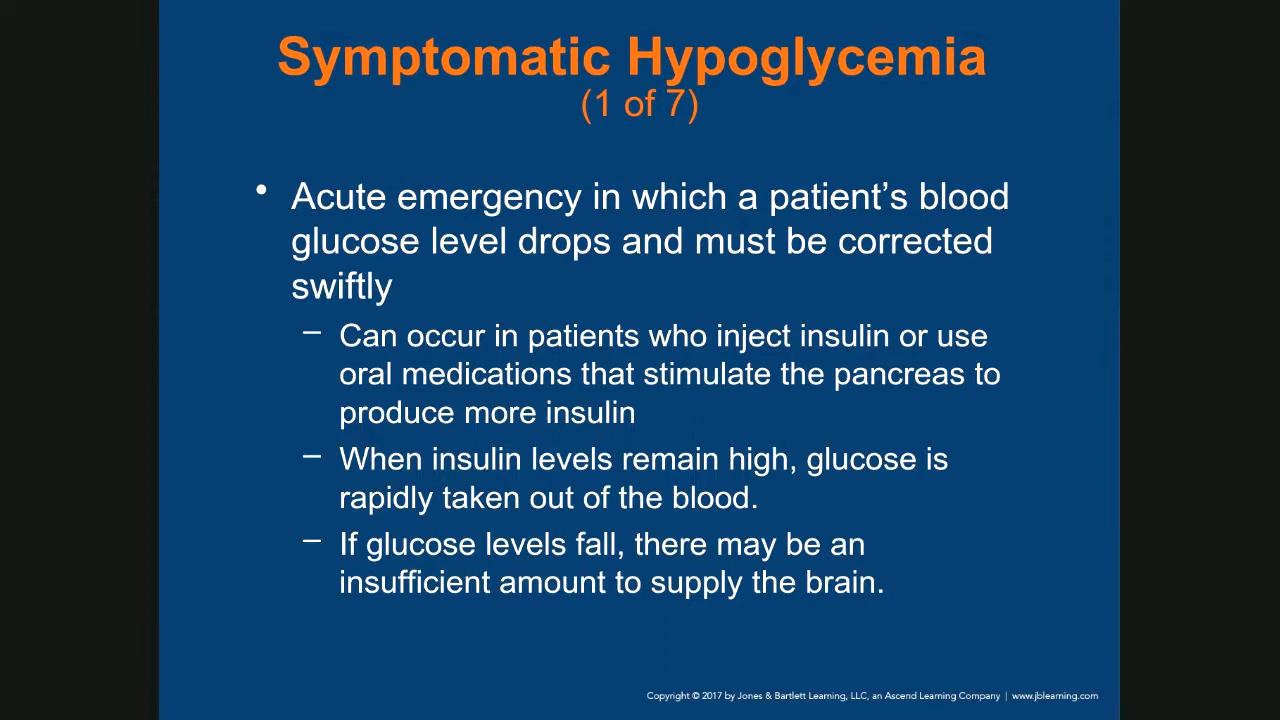 Symptomatic Hypoglycemia
(1 of 7)
• Acute emergency in which a patient’s blood
glucose level drops and must be corrected
swiftly
– Can occur in patients who inject insulin or use
oral medications that stimulate the pancreas to
produce more insulin
– When insulin levels remain high, glucose is
rapidly taken out of the blood.
– If glucose levels fall, there may be an
insufficient amount to supply the brain.
Copyright © 2017 by Jones & Bartlett Learning, LLC, an Ascend Learning Company | www.jblearning.com